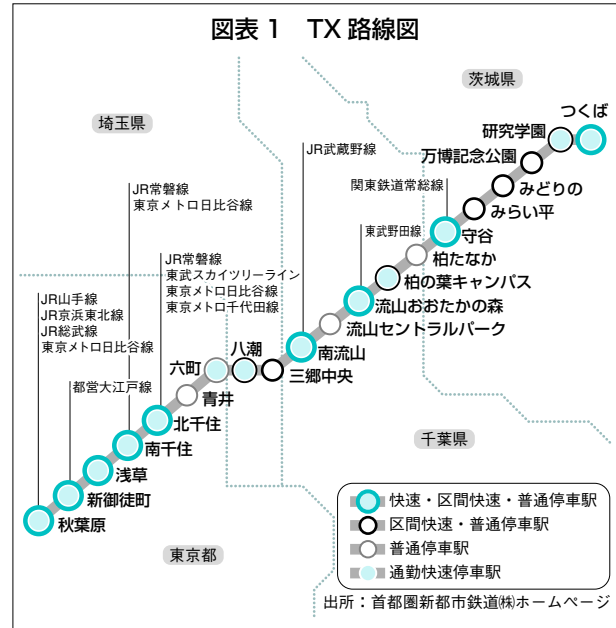 図表 1　TX 路線図
茨城県
つくば
埼玉県
研究学園
万博記念公園
JR武蔵野線
みどりの
関東鉄道常総線
みらい平
JR常磐線
東京メトロ日比谷線
守谷
東武野田線
柏たなか
JR常磐線
東武スカイツリーライン
東京メトロ日比谷線
東京メトロ千代田線
柏の葉キャンパス
JR山手線
JR京浜東北線
JR総武線
東京メトロ日比谷線
流山おおたかの森
流山セントラルパーク
八潮
南流山
六町
三郷中央
都営大江戸線
青井
北千住
千葉県
南千住
浅草
新御徒町
秋葉原
東京都
快速・区間快速・普通停車駅
区間快速・普通停車駅
普通停車駅
通勤快速停車駅
出所：首都圏新都市鉄道㈱ホームページ